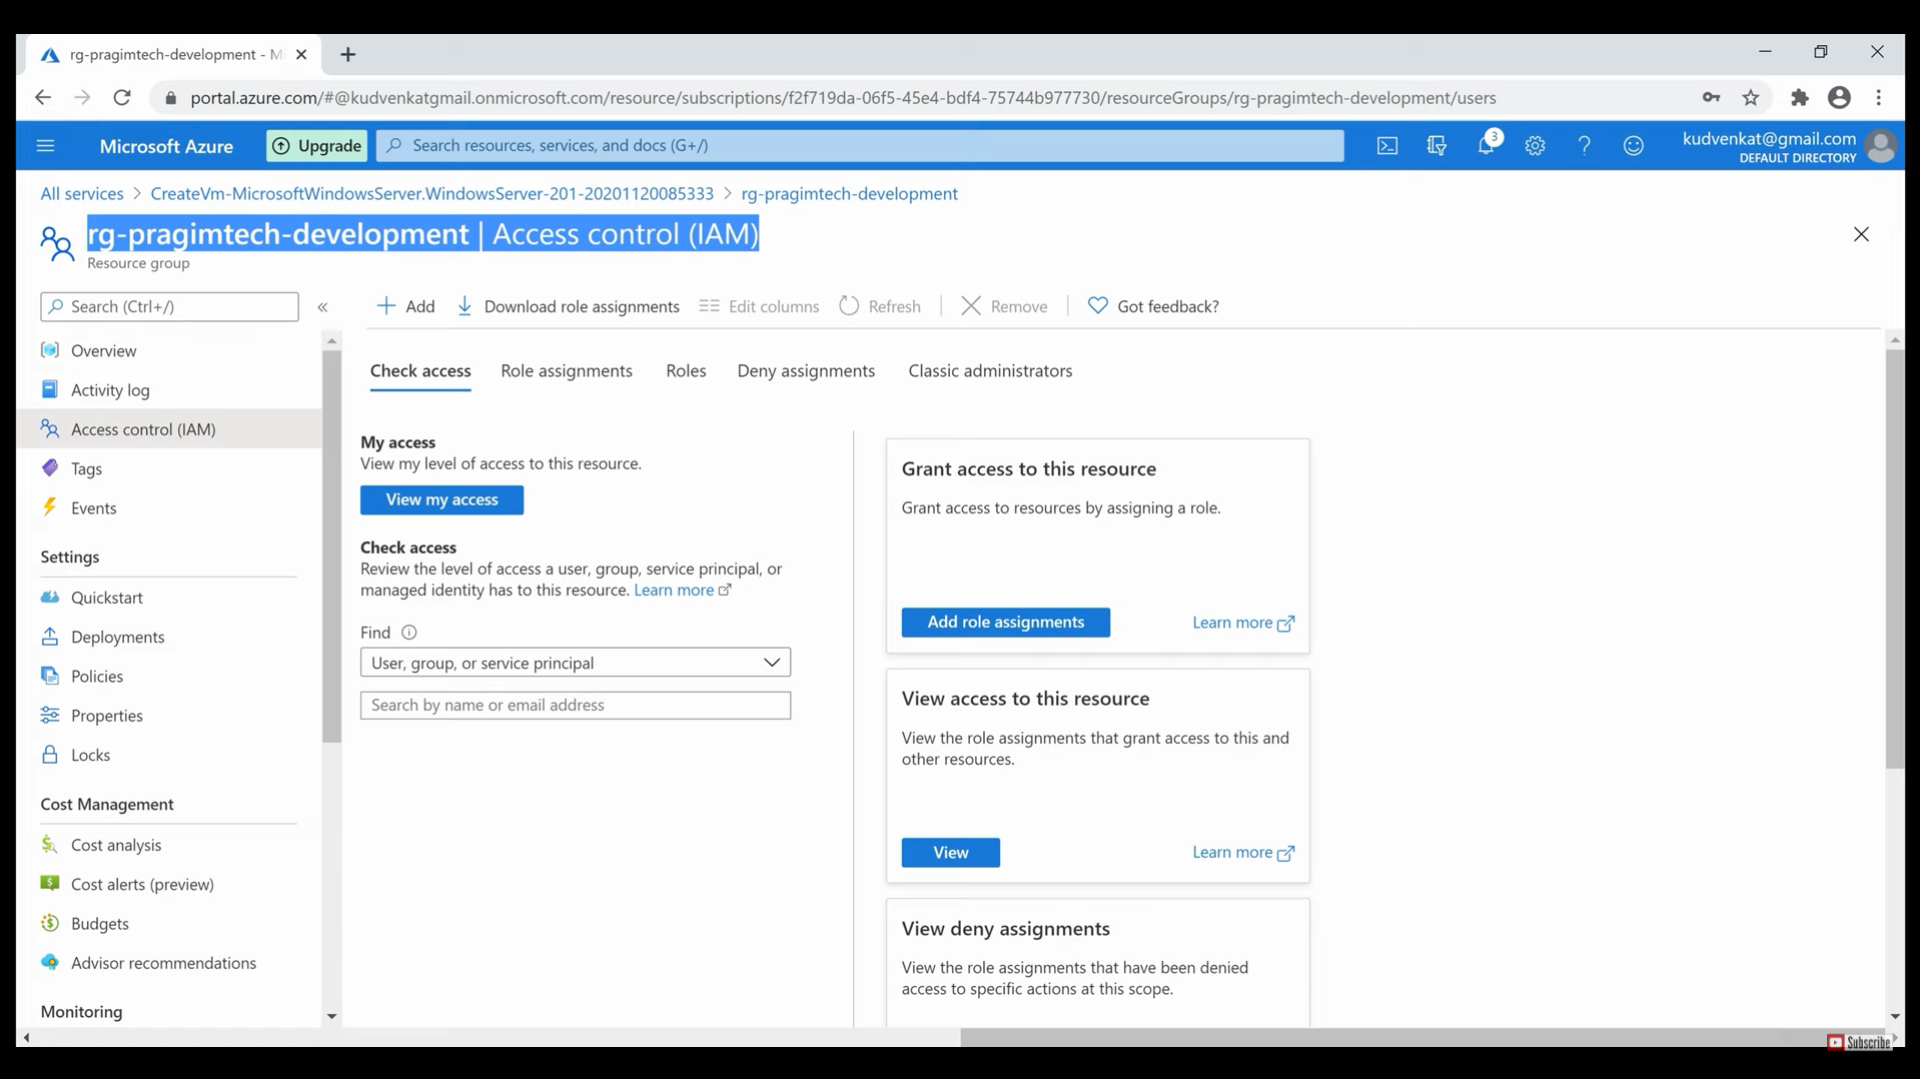 rg-pragimtech-development - M
portal.azure.com/#@kudvenkatgmail.onmicrosoft.com/resource/subscriptions/f2f719da-06f5-45e4-bdf4-75744b977730/resourceGroups/rg-pragimtech-development/users
Microsoft Azure
Upgrade
Search resources, services, and docs (G+/)
3
kudvenkat@gmail.com
DEFAULT DIRECTORY
All services > CreateVm-MicrosoftWindowsServer.WindowsServer-201-20201120085333 > rg-pragimtech-development
rg-pragimtech-development | Access control (IAM)
Resource group
Search (Ctrl+/)
«
Overview
Activity log
Access control (IAM)
Tags
Events
Settings
Quickstart
Deployments
Policies
Properties
Locks
Cost Management
Cost analysis
Cost alerts (preview)
Budgets
Advisor recommendations
Monitoring
Add
Download role assignments
Edit columns
Refresh
Remove
Got feedback?
Check access
Role assignments
Roles
Deny assignments
Classic administrators
My access
View my level of access to this resource.
View my access
Check access
Review the level of access a user, group, service principal, or
managed identity has to this resource. Learn more
Find
User, group, or service principal
Search by name or email address
Grant access to this resource
Grant access to resources by assigning a role.
Add role assignments
Learn more
View access to this resource
View the role assignments that grant access to this and
other resources.
View
Learn more
View deny assignments
View the role assignments that have been denied
access to specific actions at this scope.
Subscribe